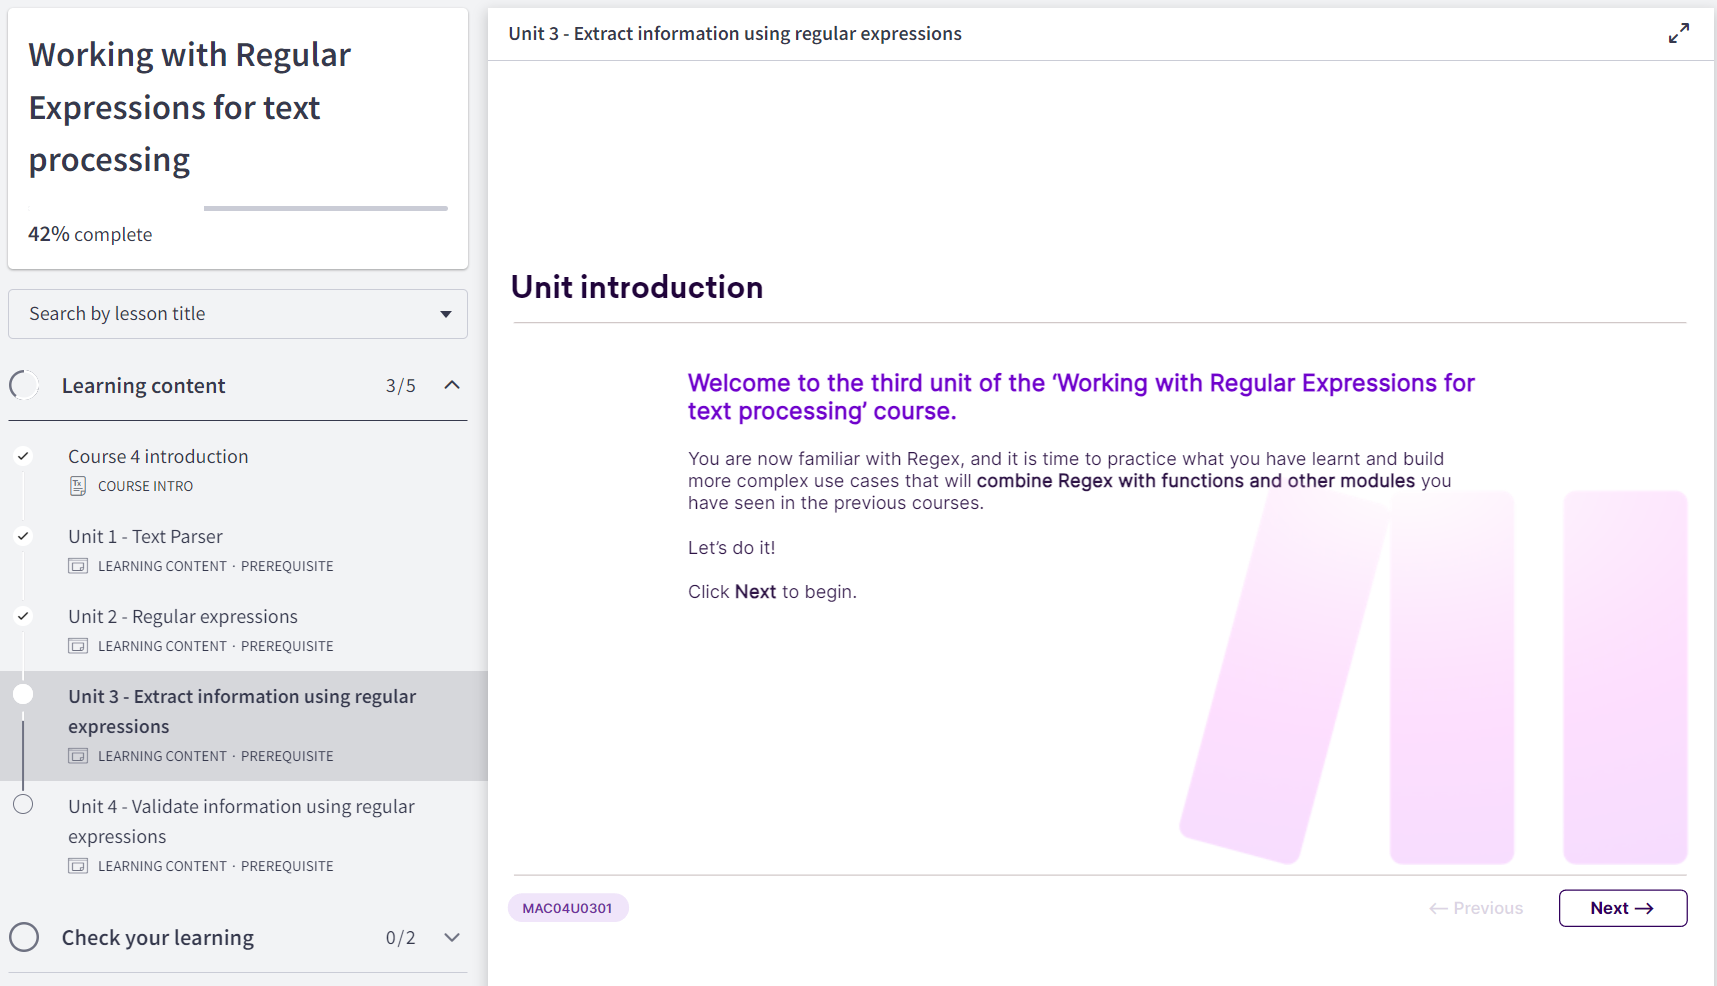 Working with Regular
Expressions for text
processing
42% complete
Search by lesson title
Learning content 3/5
Course 4 introduction
COURSE INTRO
Unit 1 - Text Parser
LEARNING CONTENT · PREREQUISITE
Unit 2 - Regular expressions
LEARNING CONTENT · PREREQUISITE
Unit 3 - Extract information using regular
expressions
LEARNING CONTENT · PREREQUISITE
Unit 4 - Validate information using regular
expressions
LEARNING CONTENT · PREREQUISITE
Check your learning 0/2
Unit 3 - Extract information using regular expressions
Unit introduction
Welcome to the third unit of the ‘Working with Regular Expressions for
text processing’ course.
You are now familiar with Regex, and it is time to practice what you have learnt and build
more complex use cases that will combine Regex with functions and other modules you
have seen in the previous courses.
Let’s do it!
Click Next to begin.
MAC04U0301
← Previous
Next →